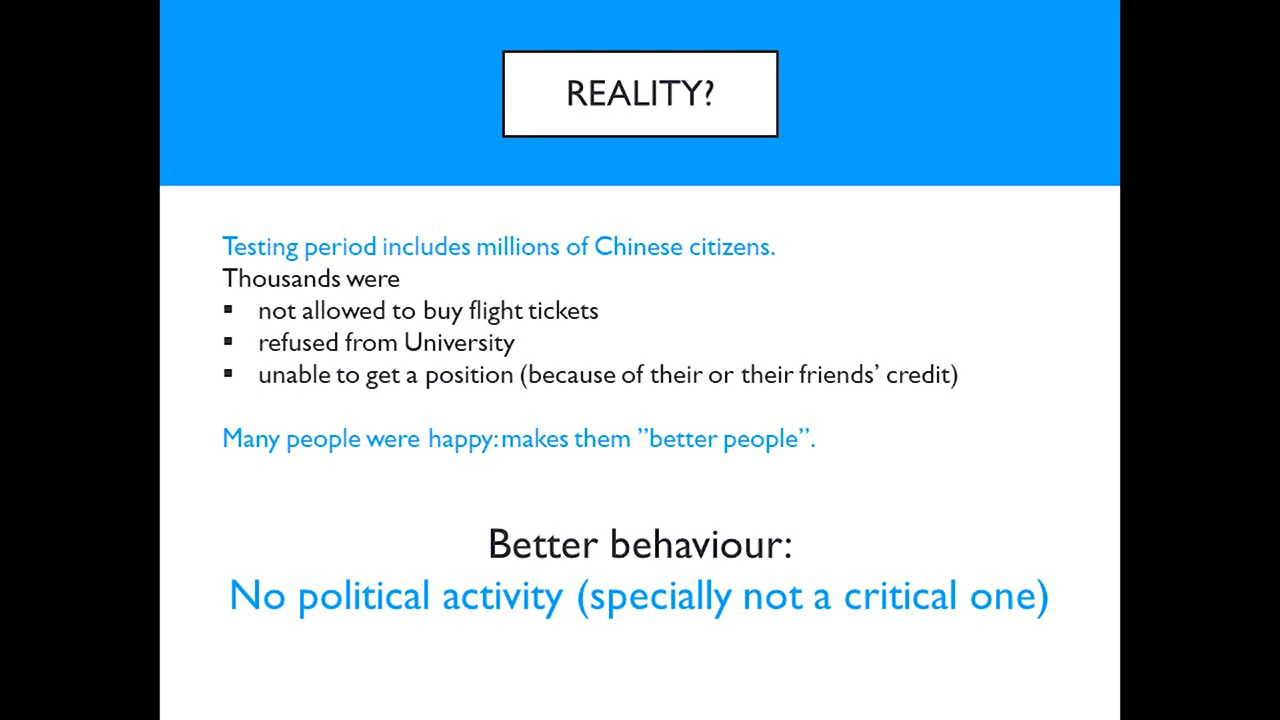 REALITY?
Testing period includes millions of Chinese citizens.
Thousands were
▪ not allowed to buy flight tickets
▪ refused from University
▪ unable to get a position (because of their or their friends’ credit)
Many people were happy: makes them ”better people”.
Better behaviour:
No political activity (specially not a critical one)